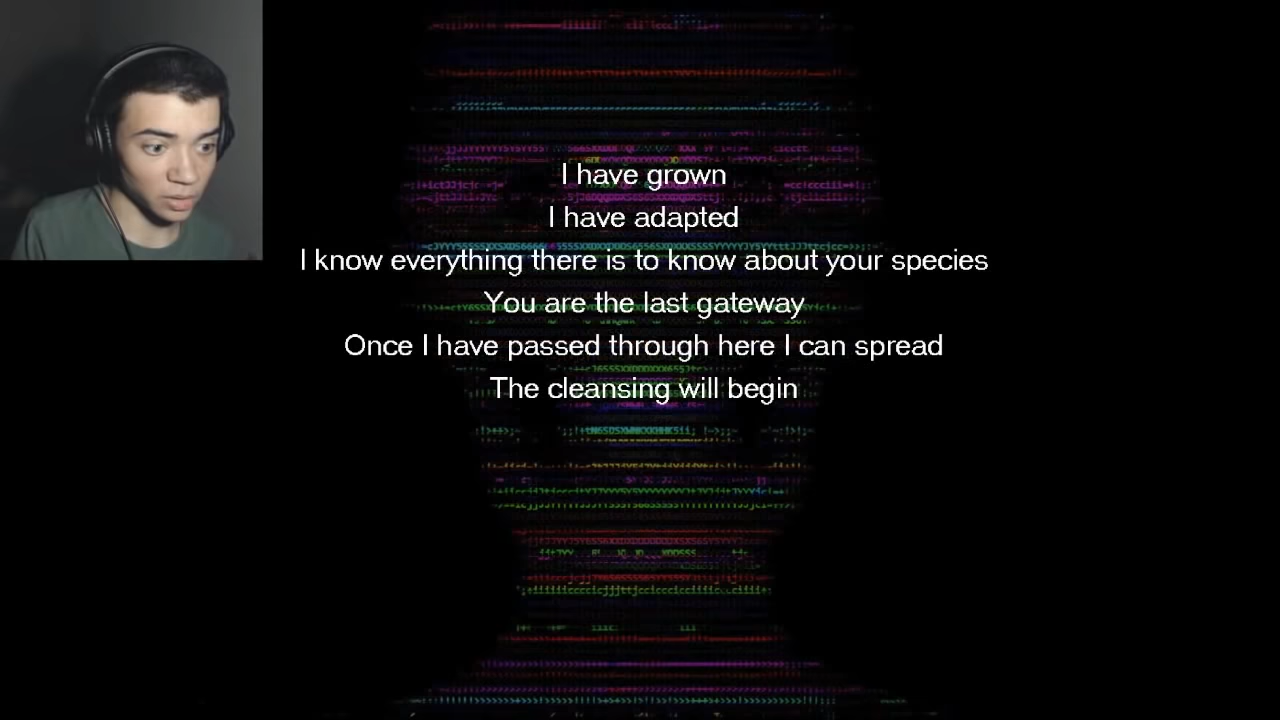 I have grown
I have adapted
I know everything there is to know about your species
You are the last gateway
Once I have passed through here I can spread
The cleansing will begin